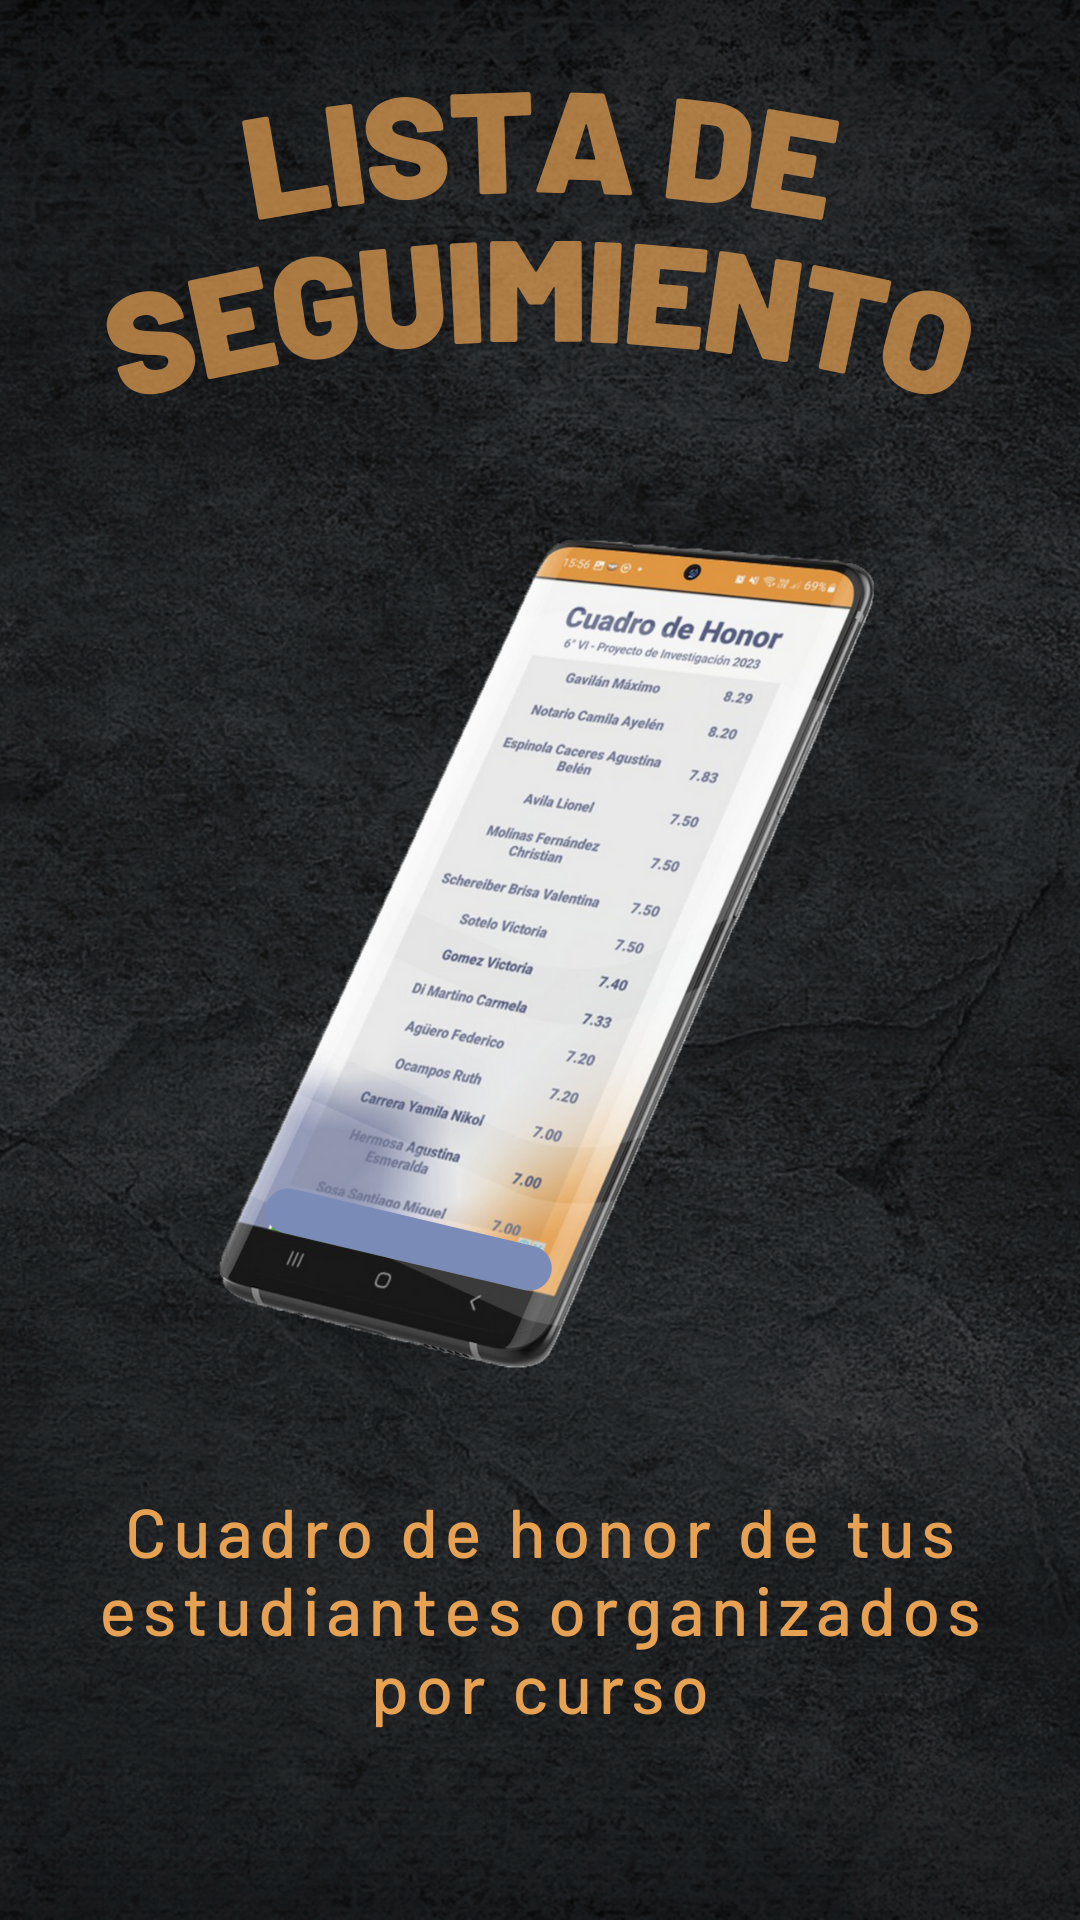 LISTA DE
SEGUIMIENTO
15:56 69%
Cuadro de Honor
6° VI - Proyecto de Investigación 2023
Gavilán Máximo 8.29
Notario Camila Ayelén 8.20
Espinola Caceres Agustina
Belén 7.83
Avila Lionel 7.50
Molinas Fernández
Christian 7.50
Schereiber Brisa Valentina 7.50
Sotelo Victoria 7.50
Gomez Victoria 7.40
Di Martino Carmela 7.33
Agüero Federico 7.20
Ocampos Ruth 7.20
Carrera Yamila Nikol 7.00
Hermosa Agustina
Esmeralda 7.00
Sosa Santiago Miguel 7.00
Cuadro de honor de tus
estudiantes organizados
por curso